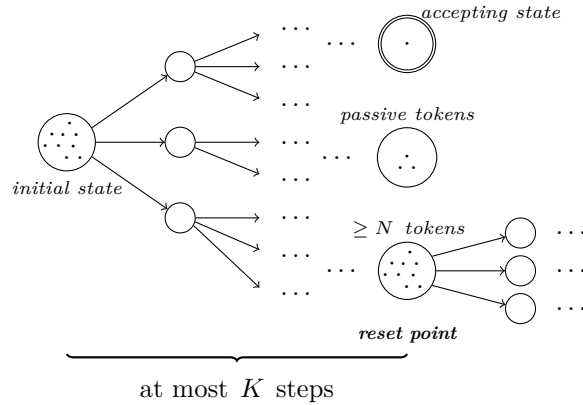 accepting state
... ... 
...
...
passive tokens
initial state
... ...
...
≥ N tokens
...
... ...
... ...
... ...
reset point
at most K steps